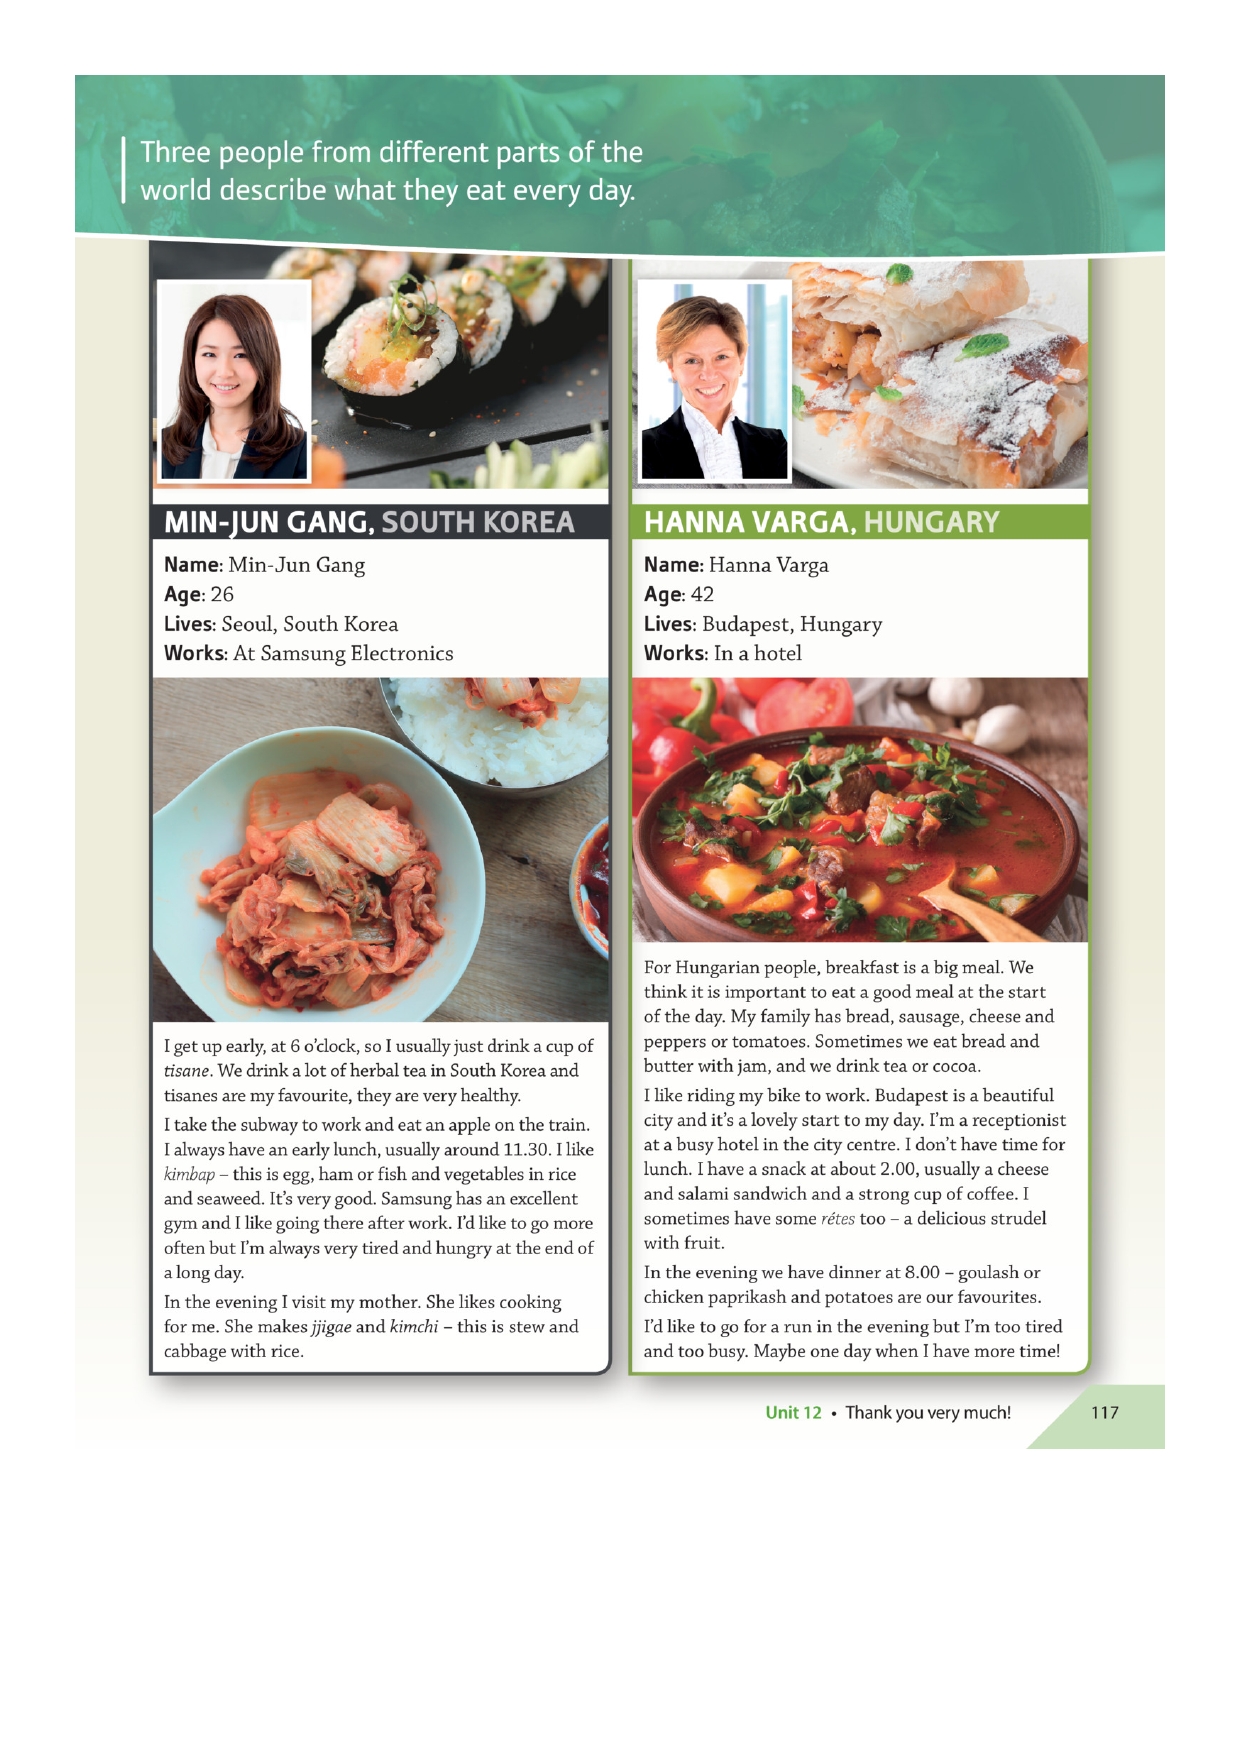 Three people from different parts of the
world describe what they eat every day.
MIN-JUN GANG, SOUTH KOREA
Name: Min-Jun Gang
Age: 26
Lives: Seoul, South Korea
Works: At Samsung Electronics
I get up early, at 6 o’clock, so I usually just drink a cup of
tisane. We drink a lot of herbal tea in South Korea and
tisanes are my favourite, they are very healthy.
I take the subway to work and eat an apple on the train.
I always have an early lunch, usually around 11.30. I like
kimbap – this is egg, ham or fish and vegetables in rice
and seaweed. It’s very good. Samsung has an excellent
gym and I like going there after work. I’d like to go more
often but I’m always very tired and hungry at the end of
a long day.
In the evening I visit my mother. She likes cooking
for me. She makes jjigae and kimchi – this is stew and
cabbage with rice.
HANNA VARGA, HUNGARY
Name: Hanna Varga
Age: 42
Lives: Budapest, Hungary
Works: In a hotel
For Hungarian people, breakfast is a big meal. We
think it is important to eat a good meal at the start
of the day. My family has bread, sausage, cheese and
peppers or tomatoes. Sometimes we eat bread and
butter with jam, and we drink tea or cocoa.
I like riding my bike to work. Budapest is a beautiful
city and it’s a lovely start to my day. I’m a receptionist
at a busy hotel in the city centre. I don’t have time for
lunch. I have a snack at about 2.00, usually a cheese
and salami sandwich and a strong cup of coffee. I
sometimes have some rétes too – a delicious strudel
with fruit.
In the evening we have dinner at 8.00 – goulash or
chicken paprikash and potatoes are our favourites.
I’d like to go for a run in the evening but I’m too tired
and too busy. Maybe one day when I have more time!
Unit 12 • Thank you very much! 117